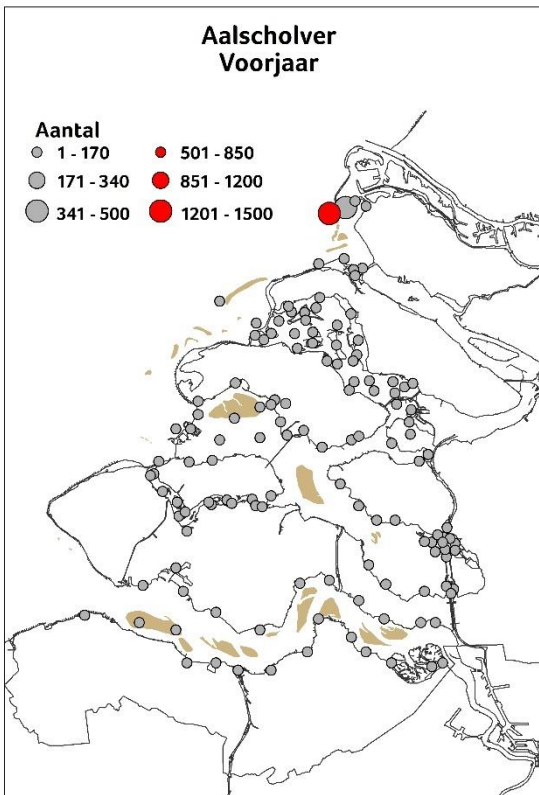 Aalscholver
Voorjaar
Aantal
1 - 170
171 - 340
341 - 500
501 - 850
851 - 1200
1201 - 1500